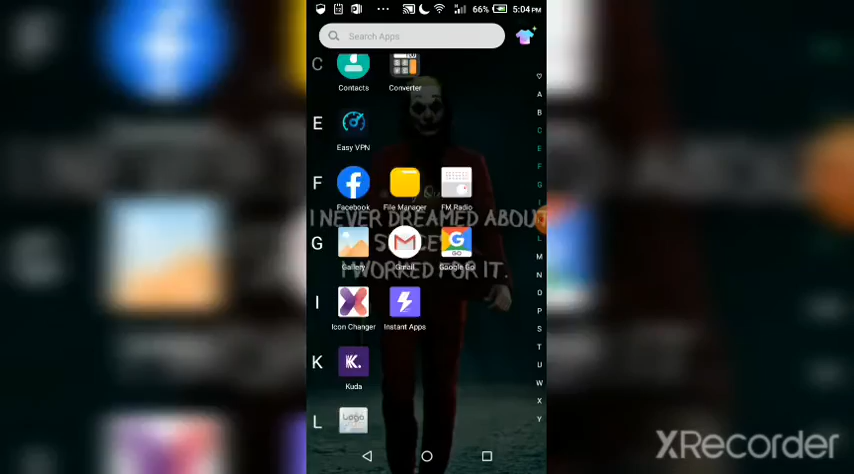 66% 5:04 PM
Search Apps
C
Contacts Converter
E
Easy VPN
F
Facebook File Manager FM Radio
I NEVER DREAMED ABOUT
G
Gallery Gmail Google Go
I WORKED FOR IT.
I
Icon Changer Instant Apps
K
K.
Kuda
L
Logo
A
B
C
E
F
G
I
L
M
N
O
P
S
T
U
W
X
Y
XRecorder